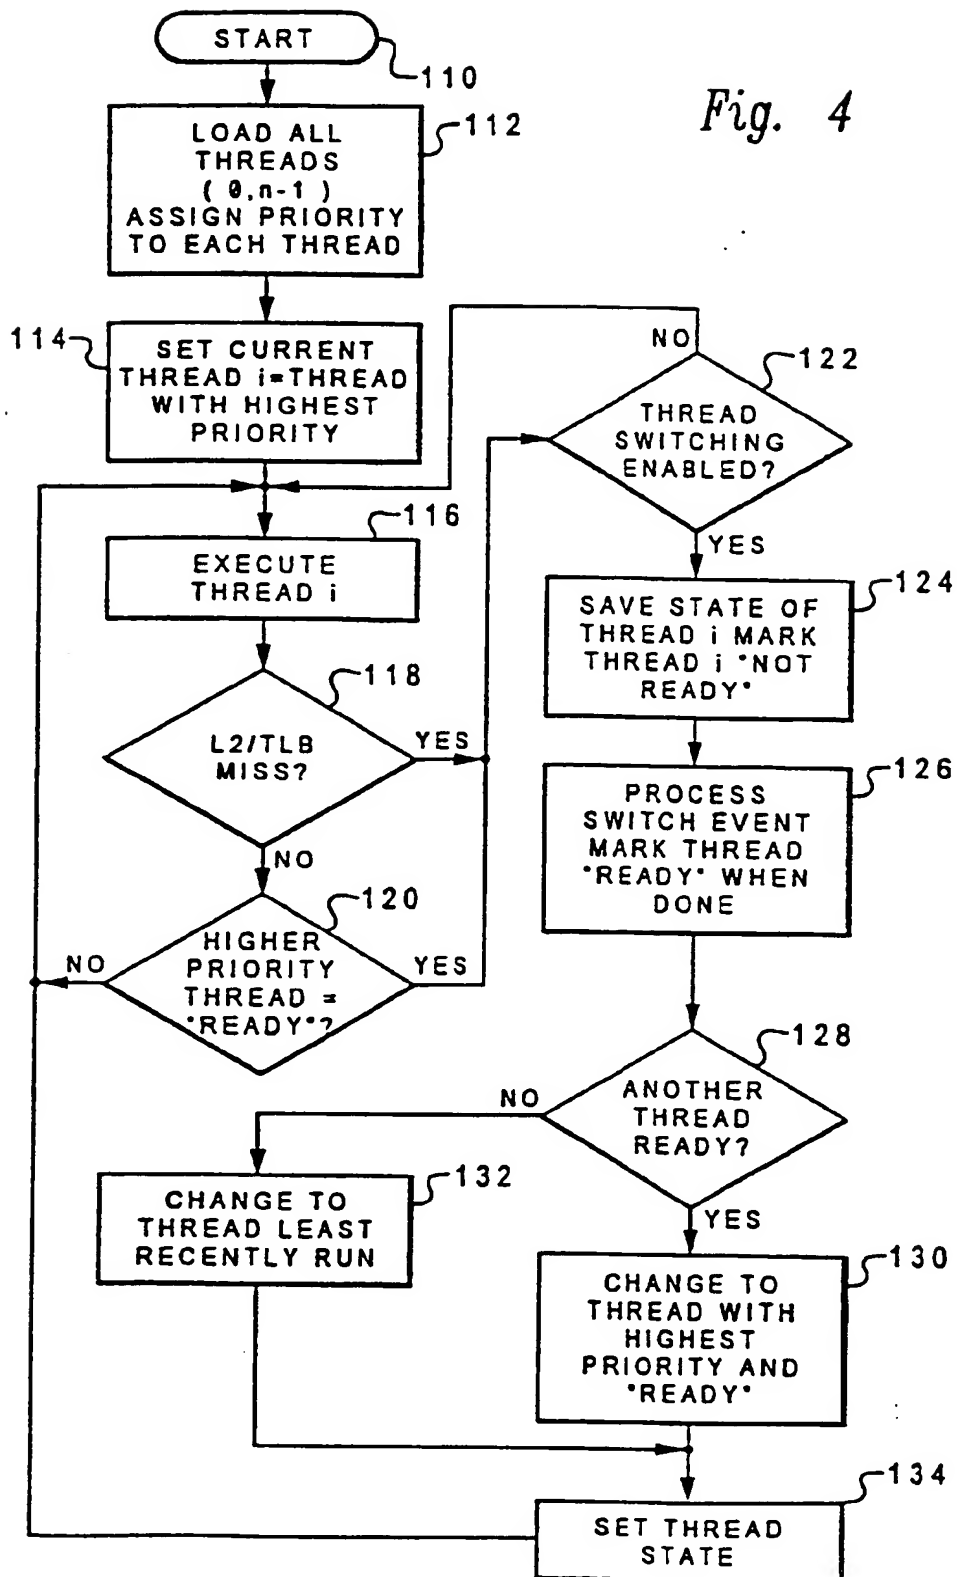 START
110
Fig. 4
LOAD ALL
THREADS
( 0,n-1 )
ASSIGN PRIORITY
TO EACH THREAD
112
114
SET CURRENT
THREAD i=THREAD
WITH HIGHEST
PRIORITY
NO
122
THREAD
SWITCHING
ENABLED?
116
EXECUTE
THREAD i
YES
124
SAVE STATE OF
THREAD i MARK
THREAD i "NOT
READY"
118
L2/TLB
MISS?
YES
NO
126
PROCESS
SWITCH EVENT
MARK THREAD
"READY" WHEN
DONE
120
HIGHER
PRIORITY
THREAD =
"READY"?
NO
YES
128
ANOTHER
THREAD
READY?
NO
YES
132
CHANGE TO
THREAD LEAST
RECENTLY RUN
130
CHANGE TO
THREAD WITH
HIGHEST
PRIORITY AND
"READY"
134
SET THREAD
STATE